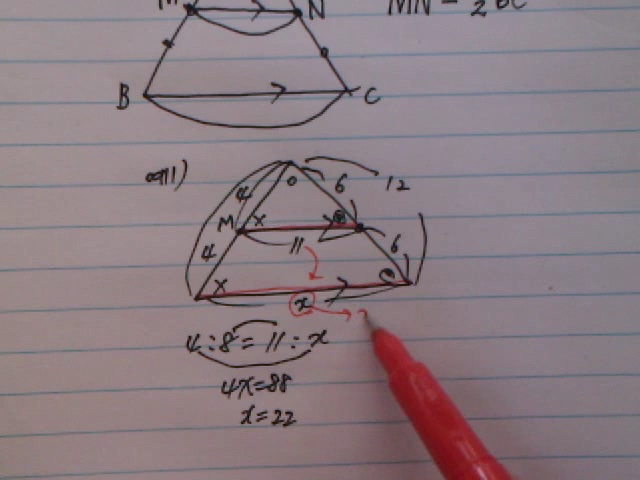 M N MN = ½BC
B C
예1)
O 6 12
4
M x
4 11 6
x
x
4:8=11:x
4x=88
x=22